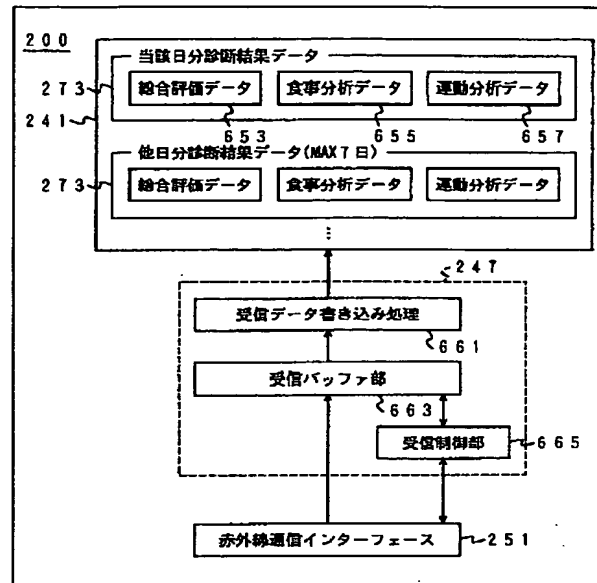 200
当該日分診断結果データ
273
総合評価データ
食事分析データ
運動分析データ
241
653
655
657
他日分診断結果データ(MAX7日)
273
総合評価データ
食事分析データ
運動分析データ
⋮
247
受信データ書き込み処理
661
受信バッファ部
663
受信制御部
665
赤外線通信インターフェース
251